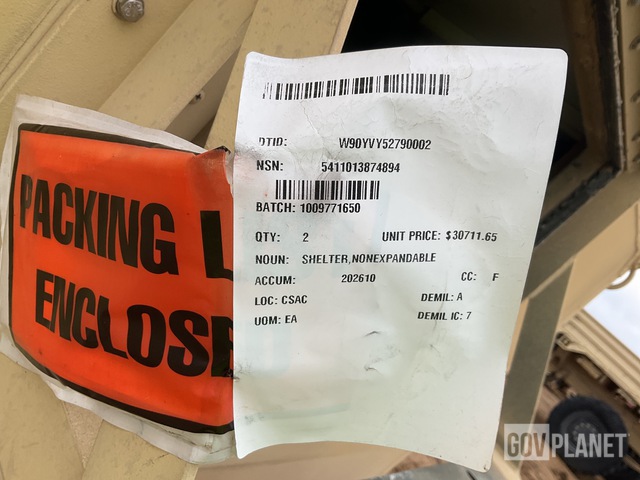 PACKING L
ENCLOSE
DTID: W90YVY52790002
NSN: 5411013874894
BATCH: 1009771650
QTY: 2 UNIT PRICE: $30711.65
NOUN: SHELTER,NONEXPANDABLE
ACCUM: 202610 CC: F
LOC: CSAC DEMIL: A
UOM: EA DEMIL IC: 7
GOVPLANET